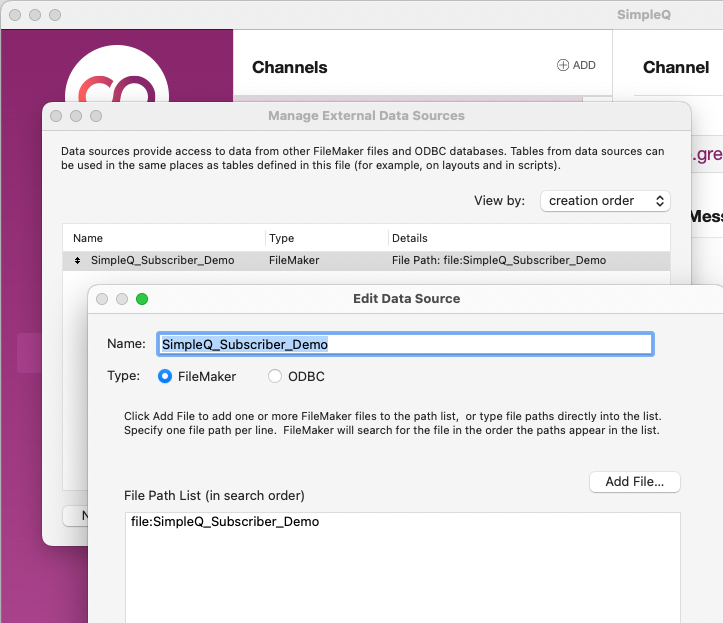 SimpleQ
Channels
ADD
Channel
Manage External Data Sources
Data sources provide access to data from other FileMaker files and ODBC databases. Tables from data sources can
be used in the same places as tables defined in this file (for example, on layouts and in scripts).
.gre
View by:
creation order
Mess
Name
Type
Details
SimpleQ_Subscriber_Demo
FileMaker
File Path: file:SimpleQ_Subscriber_Demo
Edit Data Source
Name:
SimpleQ_Subscriber_Demo
Type:
FileMaker
ODBC
Click Add File to add one or more FileMaker files to the path list,  or type file paths directly into the list.
Specify one file path per line.  FileMaker will search for the file in the order the paths appear in the list.
Add File...
File Path List (in search order)
file:SimpleQ_Subscriber_Demo